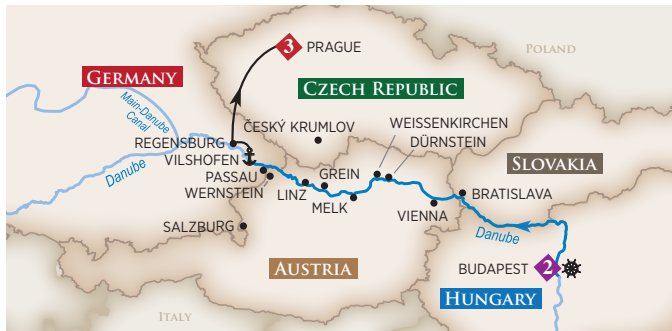 3 PRAGUE
POLAND
GERMANY
CZECH REPUBLIC
Main-Danube
Canal
REGENSBURG
ČESKÝ KRUMLOV
WEISSENKIRCHEN
DÜRNSTEIN
VILSHOFEN
SLOVAKIA
Danube
PASSAU
GREIN
WERNSTEIN
LINZ
MELK
BRATISLAVA
VIENNA
SALZBURG
Danube
AUSTRIA
BUDAPEST 2
HUNGARY
ITALY